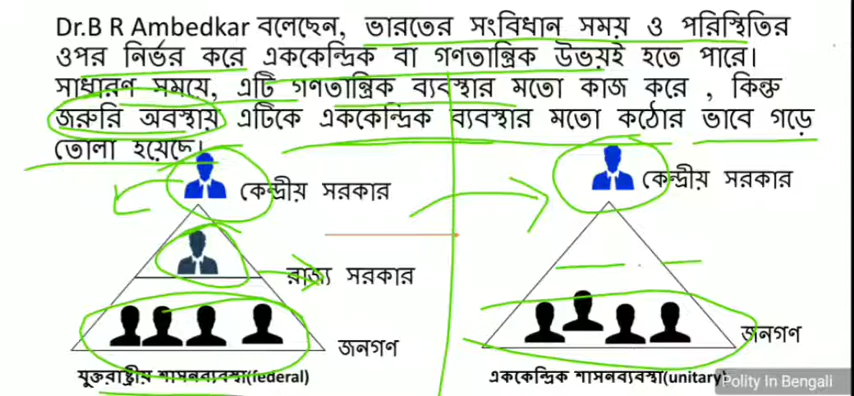 Dr.B R Ambedkar বলেছেন, ভারতের সংবিধান সময় ও পরিস্থিতির
ওপর নির্ভর করে এককেন্দ্রিক বা গণতান্ত্রিক উভয়ই হতে পারে।
সাধারণ সময়ে, এটি গণতান্ত্রিক ব্যবস্থার মতো কাজ করে , কিন্তু
জরুরি অবস্থায় এটিকে এককেন্দ্রিক ব্যবস্থার মতো কঠোর ভাবে গড়ে
তোলা হয়েছে।
কেন্দ্রীয় সরকার
রাজ্য সরকার
জনগণ
যুক্তরাষ্ট্রীয় শাসনব্যবস্থা(federal)
কেন্দ্রীয় সরকার
জনগণ
এককেন্দ্রিক শাসনব্যবস্থা(unitary)
Polity In Bengali